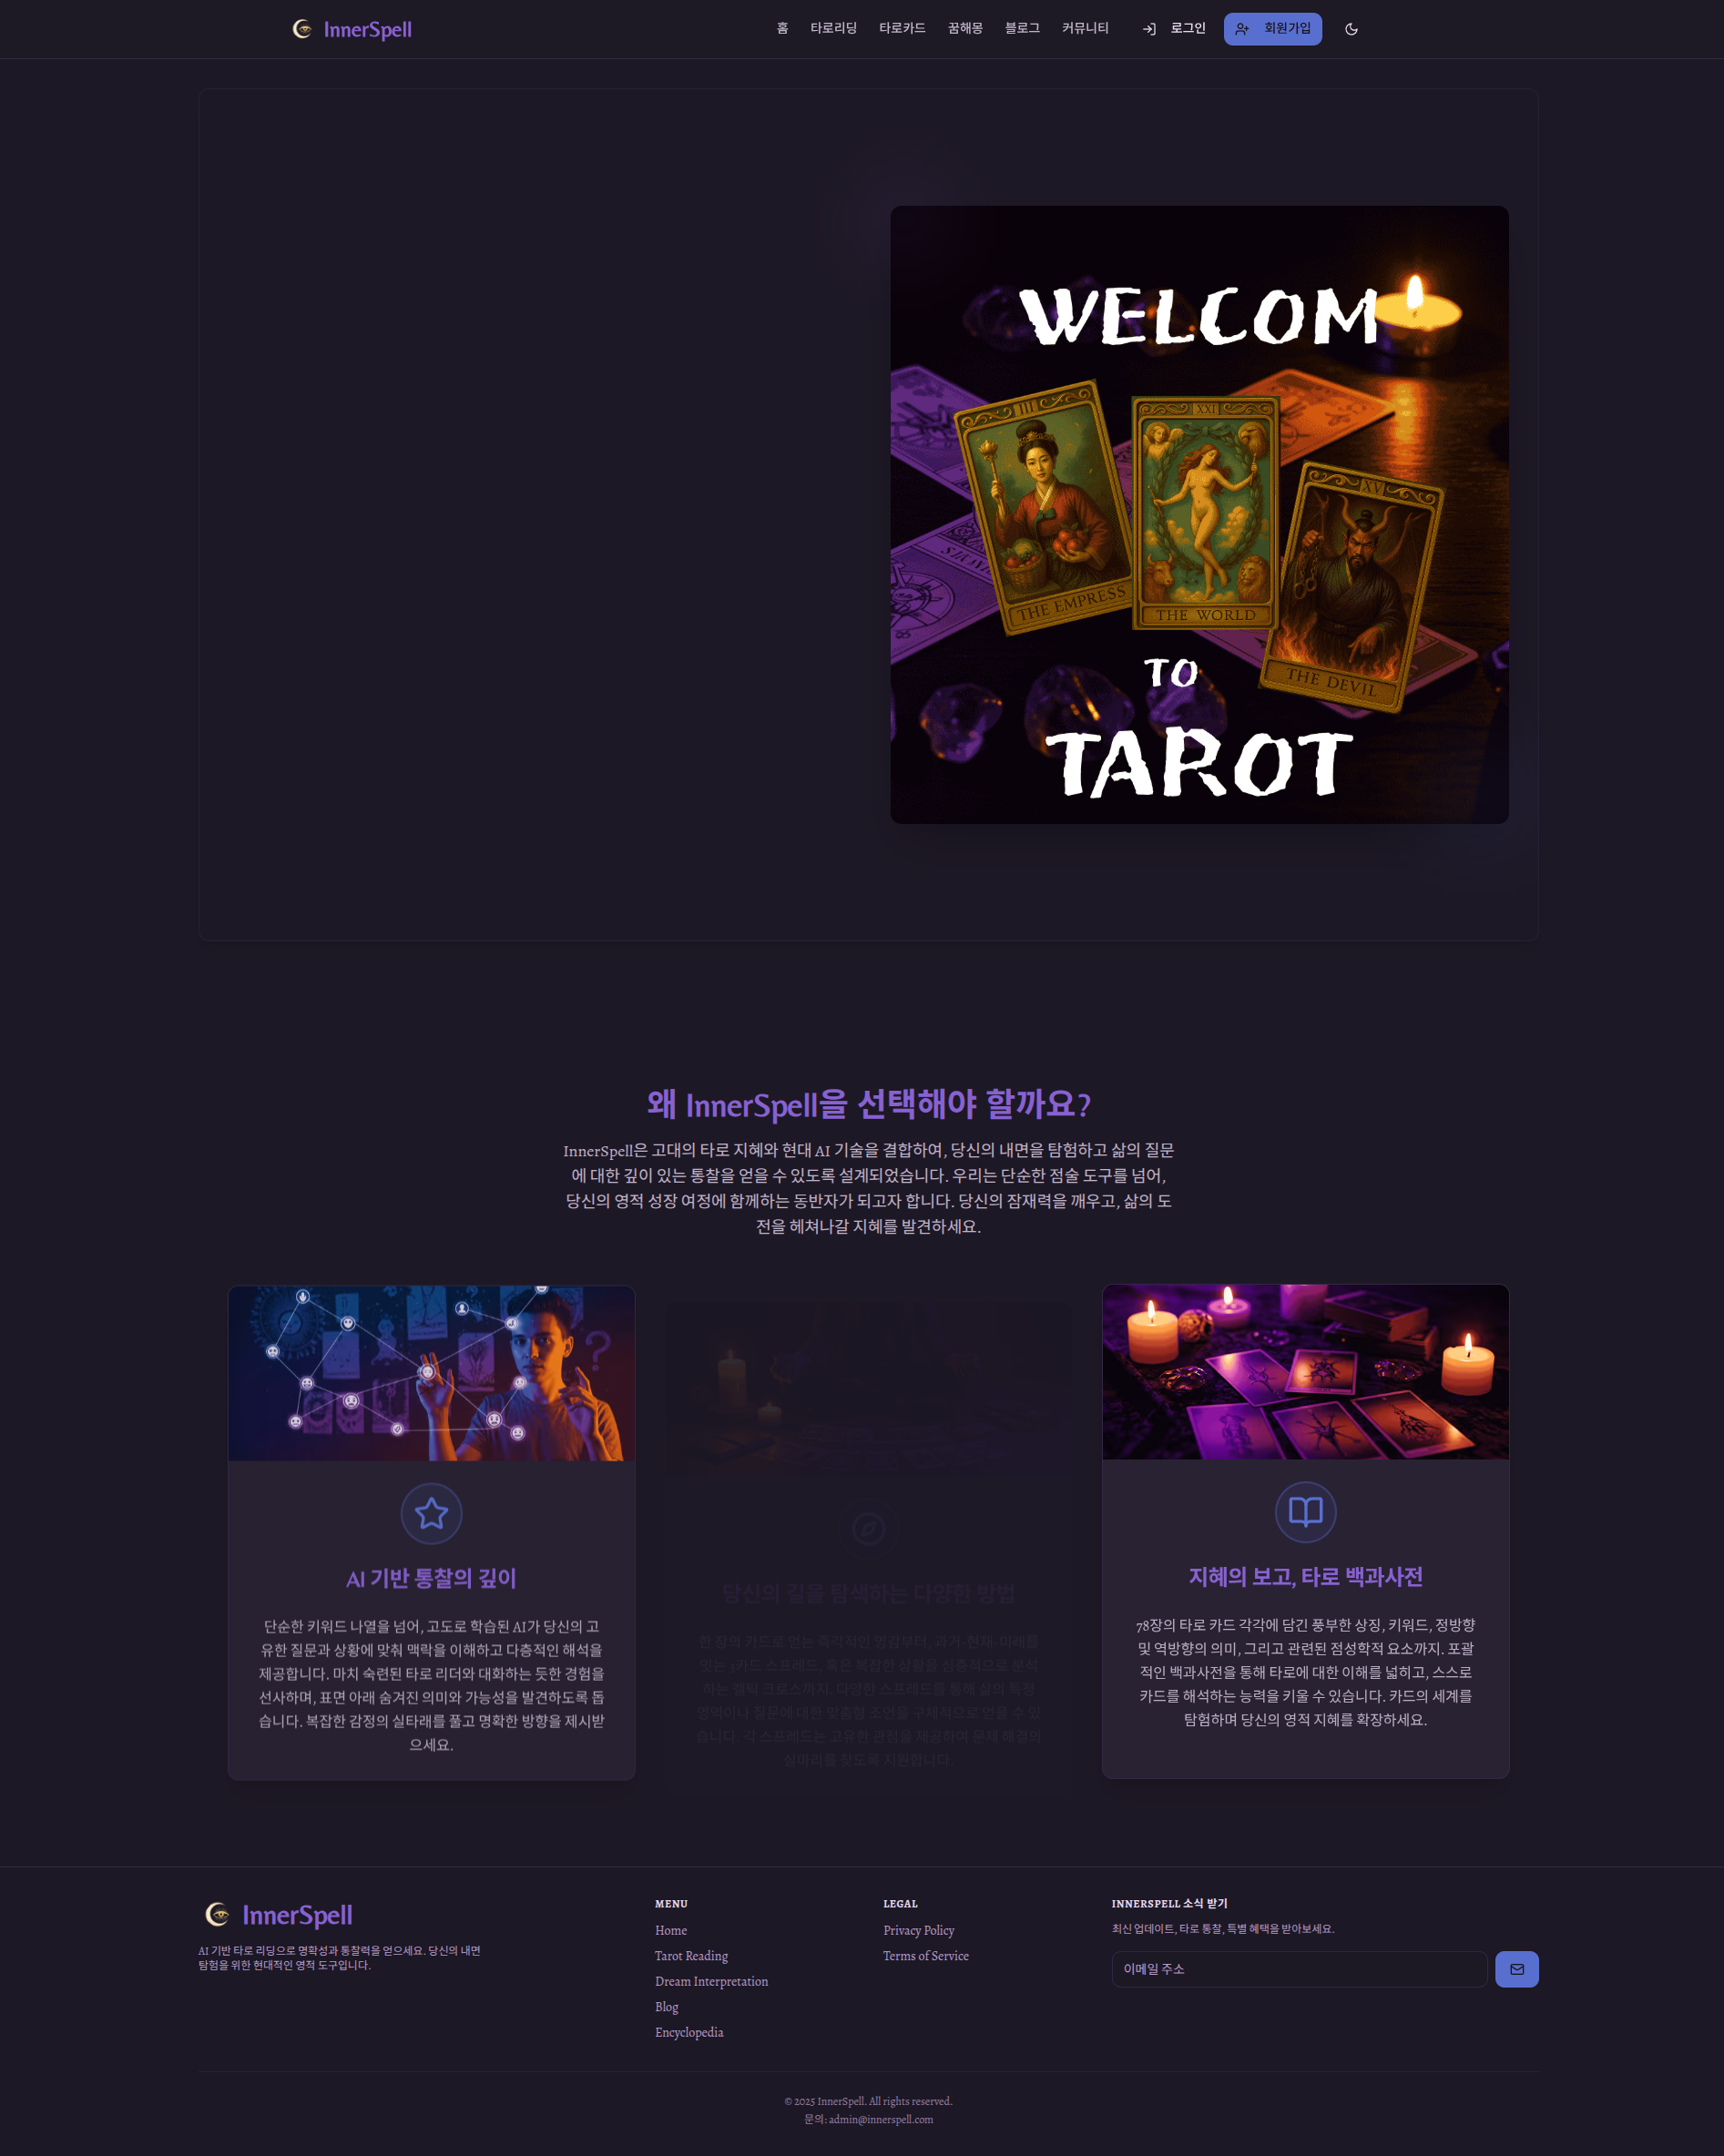 InnerSpell
홈 타로리딩 타로카드 꿈해몽 블로그 커뮤니티 로그인 회원가입
WELCOM
III
XXI
XV
THE EMPRESS
THE WORLD
THE DEVIL
TO
TAROT
왜 InnerSpell을 선택해야 할까요?
InnerSpell은 고대의 타로 지혜와 현대 AI 기술을 결합하여, 당신의 내면을 탐험하고 삶의 질문
에 대한 깊이 있는 통찰을 얻을 수 있도록 설계되었습니다. 우리는 단순한 점술 도구를 넘어,
당신의 영적 성장 여정에 함께하는 동반자가 되고자 합니다. 당신의 잠재력을 깨우고, 삶의 도
전을 헤쳐나갈 지혜를 발견하세요.
AI 기반 통찰의 깊이
단순한 키워드 나열을 넘어, 고도로 학습된 AI가 당신의 고
유한 질문과 상황에 맞춰 맥락을 이해하고 다층적인 해석을
제공합니다. 마치 숙련된 타로 리더와 대화하는 듯한 경험을
선사하며, 표면 아래 숨겨진 의미와 가능성을 발견하도록 돕
습니다. 복잡한 감정의 실타래를 풀고 명확한 방향을 제시받
으세요.
당신의 길을 탐색하는 다양한 방법
한 장의 카드로 얻는 즉각적인 영감부터, 과거-현재-미래를
잇는 3카드 스프레드, 혹은 복잡한 상황을 심층적으로 분석
하는 켈틱 크로스까지. 다양한 스프레드를 통해 삶의 특정
영역이나 질문에 대한 맞춤형 조언을 구체적으로 얻을 수 있
습니다. 각 스프레드는 고유한 관점을 제공하며 문제 해결의
실마리를 찾도록 지원합니다.
지혜의 보고, 타로 백과사전
78장의 타로 카드 각각에 담긴 풍부한 상징, 키워드, 정방향
및 역방향의 의미, 그리고 관련된 점성학적 요소까지. 포괄
적인 백과사전을 통해 타로에 대한 이해를 넓히고, 스스로
카드를 해석하는 능력을 키울 수 있습니다. 카드의 세계를
탐험하며 당신의 영적 지혜를 확장하세요.
InnerSpell
AI 기반 타로 리딩으로 명확성과 통찰력을 얻으세요. 당신의 내면
탐험을 위한 현대적인 영적 도구입니다.
MENU
Home
Tarot Reading
Dream Interpretation
Blog
Encyclopedia
LEGAL
Privacy Policy
Terms of Service
INNERSPELL 소식 받기
최신 업데이트, 타로 통찰, 특별 혜택을 받아보세요.
이메일 주소
© 2025 InnerSpell. All rights reserved.
문의: admin@innerspell.com